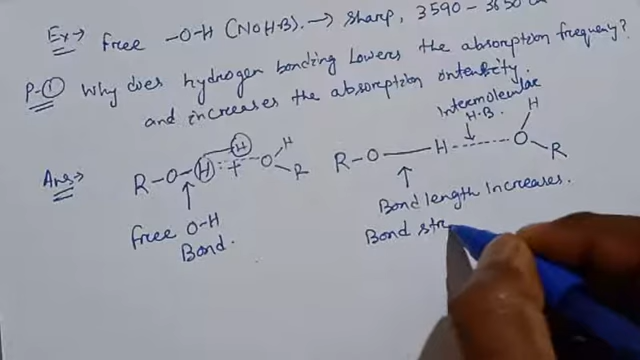 Ex→ free -O-H (No H.B). → sharp, 3590 - 3650 cm
P-① Why does hydrogen bonding lowers the absorption frequency?
and increases the absorption intensity.
Ans→ R-O-H + O H R
Free O-H
Bond.
Intermolecular
H.B.
R-O-H O H R
Bond length increases.
Bond str